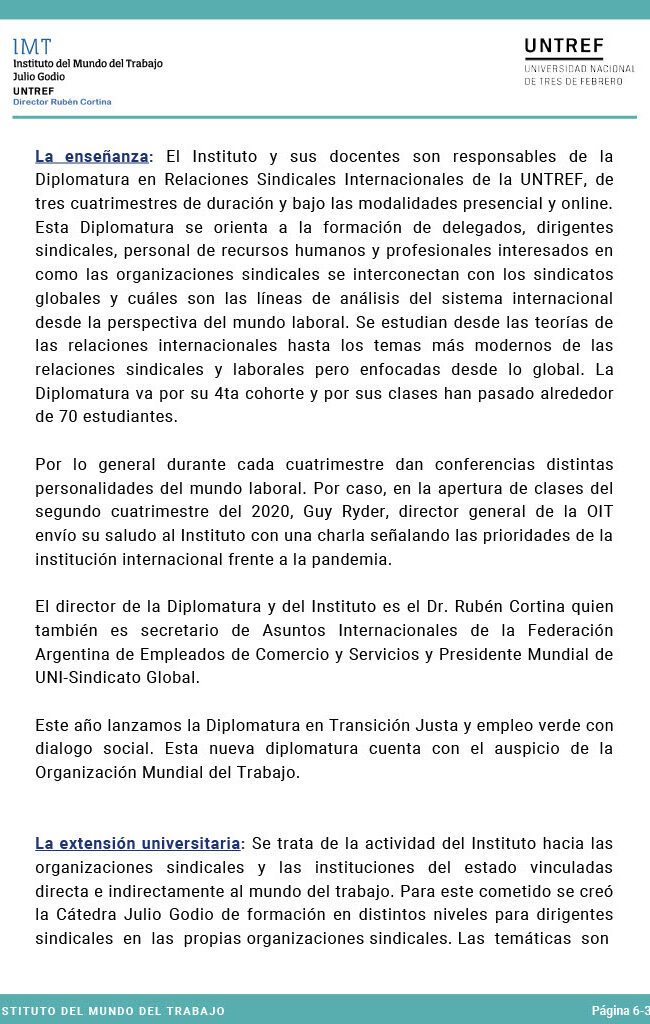 IMT
Instituto del Mundo del Trabajo
Julio Godio
UNTREF
Director Rubén Cortina
UNTREF
UNIVERSIDAD NACIONAL
DE TRES DE FEBRERO
La enseñanza: El Instituto y sus docentes son responsables de la
Diplomatura en Relaciones Sindicales Internacionales de la UNTREF, de
tres cuatrimestres de duración y bajo las modalidades presencial y online.
Esta Diplomatura se orienta a la formación de delegados, dirigentes
sindicales, personal de recursos humanos y profesionales interesados en
como las organizaciones sindicales se interconectan con los sindicatos
globales y cuáles son las líneas de análisis del sistema internacional
desde la perspectiva del mundo laboral. Se estudian desde las teorías de
las relaciones internacionales hasta los temas más modernos de las
relaciones sindicales y laborales pero enfocadas desde lo global. La
Diplomatura va por su 4ta cohorte y por sus clases han pasado alrededor
de 70 estudiantes.
Por lo general durante cada cuatrimestre dan conferencias distintas
personalidades del mundo laboral. Por caso, en la apertura de clases del
segundo cuatrimestre del 2020, Guy Ryder, director general de la OIT
envío su saludo al Instituto con una charla señalando las prioridades de la
institución internacional frente a la pandemia.
El director de la Diplomatura y del Instituto es el Dr. Rubén Cortina quien
también es secretario de Asuntos Internacionales de la Federación
Argentina de Empleados de Comercio y Servicios y Presidente Mundial de
UNI-Sindicato Global.
Este año lanzamos la Diplomatura en Transición Justa y empleo verde con
dialogo social. Esta nueva diplomatura cuenta con el auspicio de la
Organización Mundial del Trabajo.
La extensión universitaria: Se trata de la actividad del Instituto hacia las
organizaciones sindicales y las instituciones del estado vinculadas
directa e indirectamente al mundo del trabajo. Para este cometido se creó
la Cátedra Julio Godio de formación en distintos niveles para dirigentes
sindicales en las propias organizaciones sindicales. Las temáticas son
STITUTO DEL MUNDO DEL TRABAJO
Página 6-3